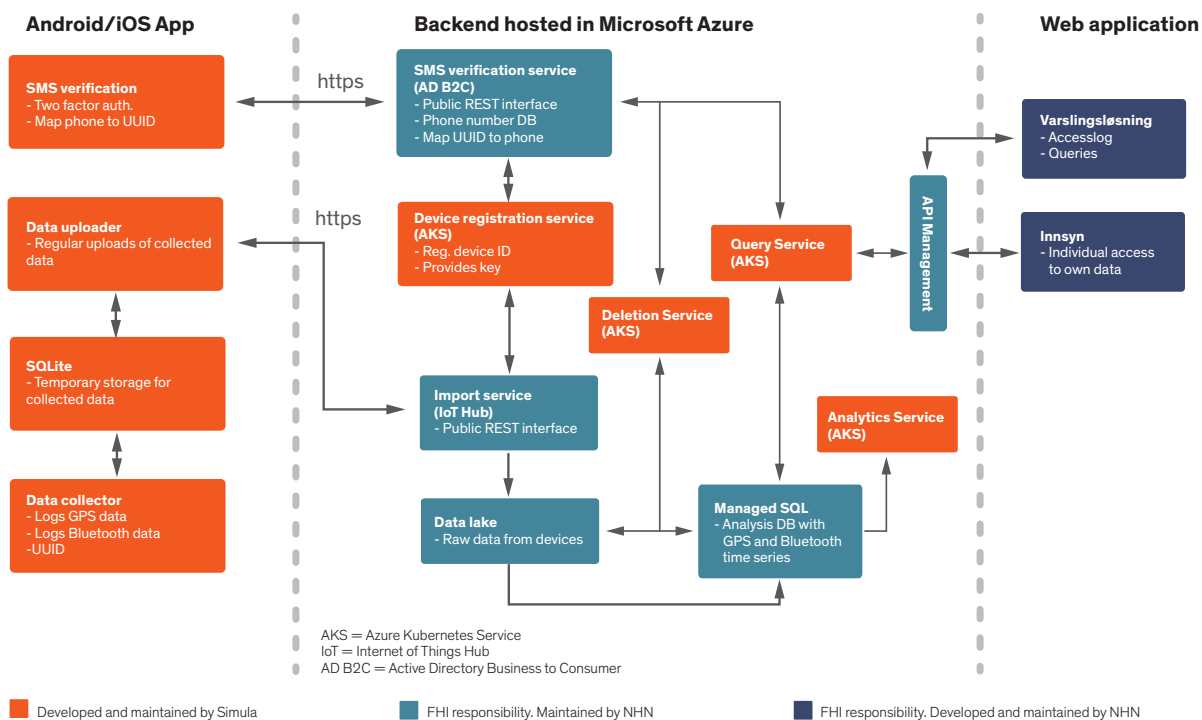 Android/iOS App
Backend hosted in Microsoft Azure
Web application
SMS verification
- Two factor auth.
- Map phone to UUID
https
SMS verification service
(AD B2C)
- Public REST interface
- Phone number DB
- Map UUID to phone
Varslingsløsning
- Accesslog
- Queries
API Management
Data uploader
- Regular uploads of collected
data
https
Device registration service
(AKS)
- Reg. device ID
- Provides key
Query Service
(AKS)
Innsyn
- Individual access
to own data
Deletion Service
(AKS)
SQLite
- Temporary storage for
collected data
Import service
(IoT Hub)
- Public REST interface
Analytics Service
(AKS)
Data collector
- Logs GPS data
- Logs Bluetooth data
-UUID
Data lake
- Raw data from devices
Managed SQL
- Analysis DB with
GPS and Bluetooth
time series
AKS = Azure Kubernetes Service
IoT = Internet of Things Hub
AD B2C = Active Directory Business to Consumer
Developed and maintained by Simula
FHI responsibility. Maintained by NHN
FHI responsibility. Developed and maintained by NHN